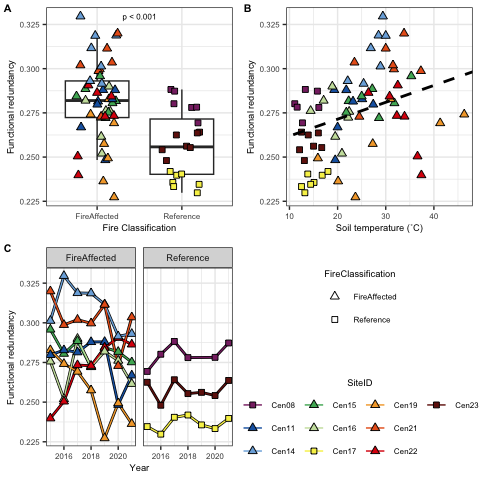 A
B
p < 0.001
0.325
0.300
0.275
0.250
0.225
Functional redundancy
FireAffected
Reference
Fire Classification
0.325
0.300
0.275
0.250
0.225
Functional redundancy
10
20
30
40
Soil temperature (˚C)
C
FireAffected
Reference
0.325
0.300
0.275
0.250
0.225
Functional redundancy
2016
2018
2020
2016
2018
2020
Year
FireClassification
FireAffected
Reference
SiteID
Cen08
Cen15
Cen19
Cen23
Cen11
Cen16
Cen21
Cen14
Cen17
Cen22